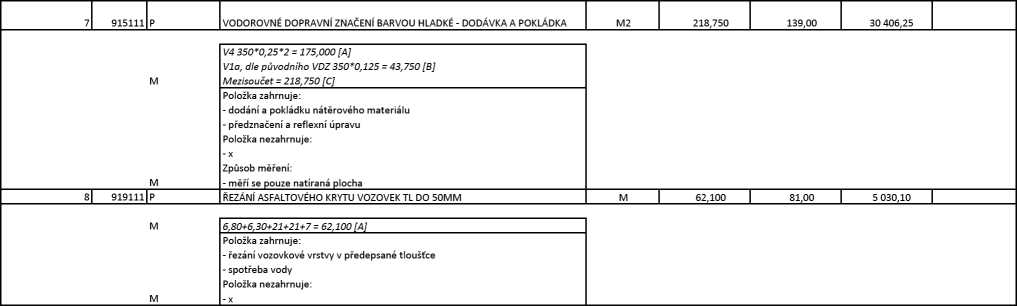 7 915111 P VODOROVNÉ DOPRAVNÍ ZNAČENÍ BARVOU HLADKÉ - DODÁVKA A POKLÁDKA M2 218,750 139,00 30 406,25
V4 350*0,25*2 = 175,000 [A]
V1a, dle původního VDZ 350*0,125 = 43,750 [B]
M Mezisoučet = 218,750 [C]
Položka zahrnuje:
- dodání a pokládku nátěrového materiálu
- předznačení a reflexní úpravu
Položka nezahrnuje:
- x
Způsob měření:
M - měří se pouze natíraná plocha
8 919111 P ŘEZÁNÍ ASFALTOVÉHO KRYTU VOZOVEK TL DO 50MM M 62,100 81,00 5 030,10
M 6,80+6,30+21+21+7 = 62,100 [A]
Položka zahrnuje:
- řezání vozovkové vrstvy v předepsané tloušťce
- spotřeba vody
Položka nezahrnuje:
M - x